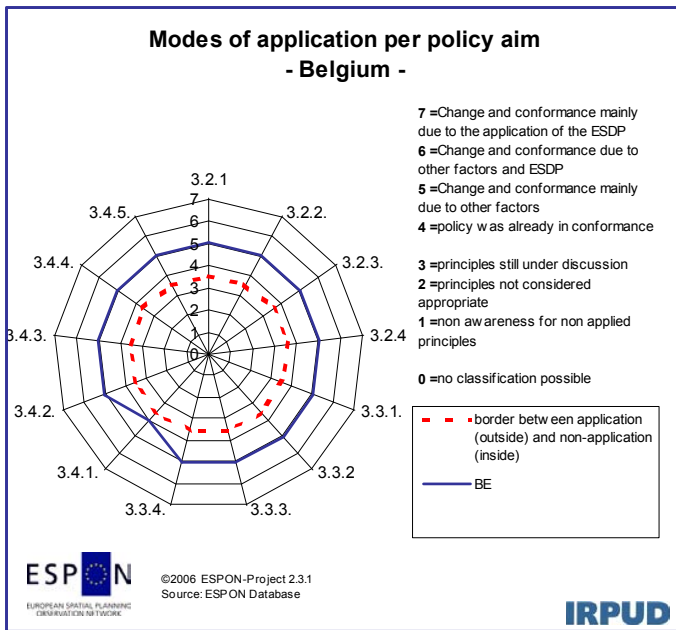 Modes of application per policy aim
- Belgium -
7 =Change and conformance mainly
due to the application of the ESDP
6 =Change and conformance due to
other factors and ESDP
5 =Change and conformance mainly
due to other factors
4 =policy was already in conformance
3 =principles still under discussion
2 =principles not considered
appropriate
1 =non awareness for non applied
principles
0 =no classification possible
3.2.1
3.2.2.
3.2.3.
3.2.4
3.3.1.
3.3.2
3.3.3.
3.3.4.
3.4.1.
3.4.2.
3.4.3.
3.4.4.
3.4.5.
7
6
5
4
3
2
1
0
border between application
(outside) and non-application
(inside)
BE
ESPON
EUROPEAN SPATIAL PLANNING
OBSERVATION NETWORK
©2006 ESPON-Project 2.3.1
Source: ESPON Database
IRPUD